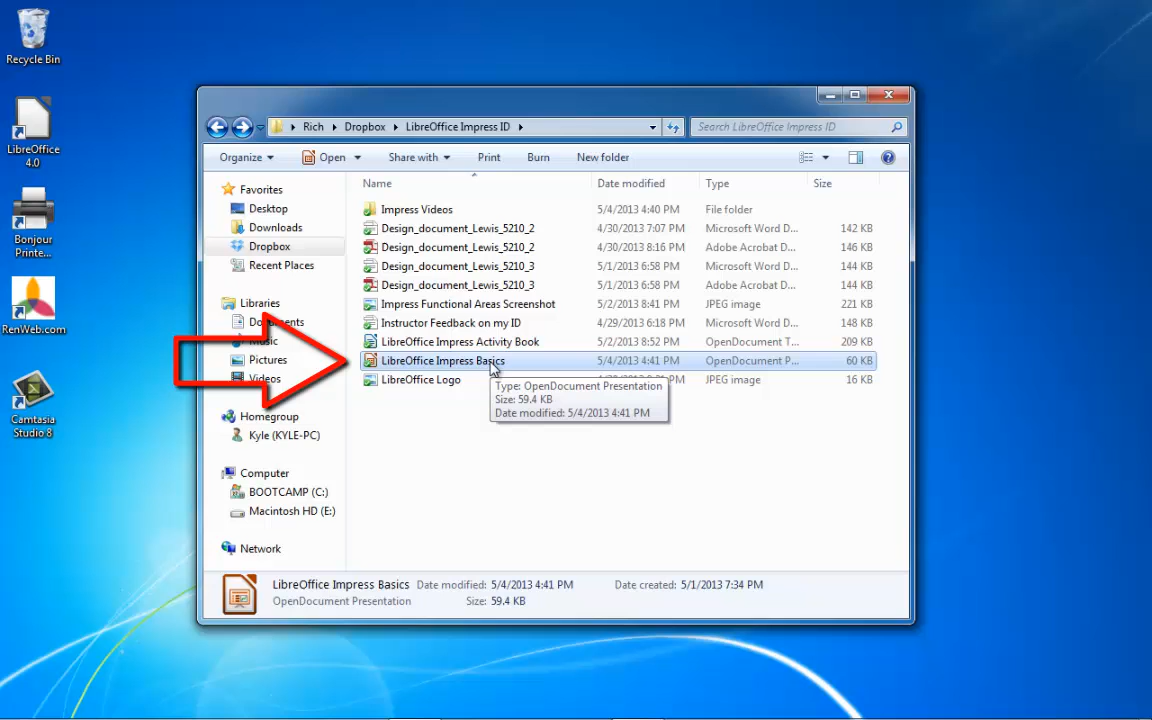 Recycle Bin
LibreOffice
4.0
Bonjour
Printe...
RenWeb.com
Camtasia
Studio 8
Rich
Dropbox
LibreOffice Impress ID
Search LibreOffice Impress ID
Organize
Open
Share with
Print
Burn
New folder
Favorites
Desktop
Downloads
Dropbox
Recent Places
Libraries
Documents
Music
Pictures
Videos
Homegroup
Kyle (KYLE-PC)
Computer
BOOTCAMP (C:)
Macintosh HD (E:)
Network
Name Date modified Type Size
Impress Videos 5/4/2013 4:40 PM File folder
Design_document_Lewis_5210_2 4/30/2013 7:07 PM Microsoft Word D... 142 KB
Design_document_Lewis_5210_2 4/30/2013 8:16 PM Adobe Acrobat D... 146 KB
Design_document_Lewis_5210_3 5/1/2013 6:58 PM Microsoft Word D... 144 KB
Design_document_Lewis_5210_3 5/1/2013 6:58 PM Adobe Acrobat D... 144 KB
Impress Functional Areas Screenshot 5/2/2013 8:41 PM JPEG image 221 KB
Instructor Feedback on my ID 4/29/2013 6:18 PM Microsoft Word D... 148 KB
LibreOffice Impress Activity Book 5/2/2013 8:52 PM OpenDocument T... 209 KB
LibreOffice Impress Basics 5/4/2013 4:41 PM OpenDocument P... 60 KB
LibreOffice Logo PM JPEG image 16 KB
Type: OpenDocument Presentation
Size: 59.4 KB
Date modified: 5/4/2013 4:41 PM
LibreOffice Impress Basics Date modified: 5/4/2013 4:41 PM Date created: 5/1/2013 7:34 PM
OpenDocument Presentation Size: 59.4 KB